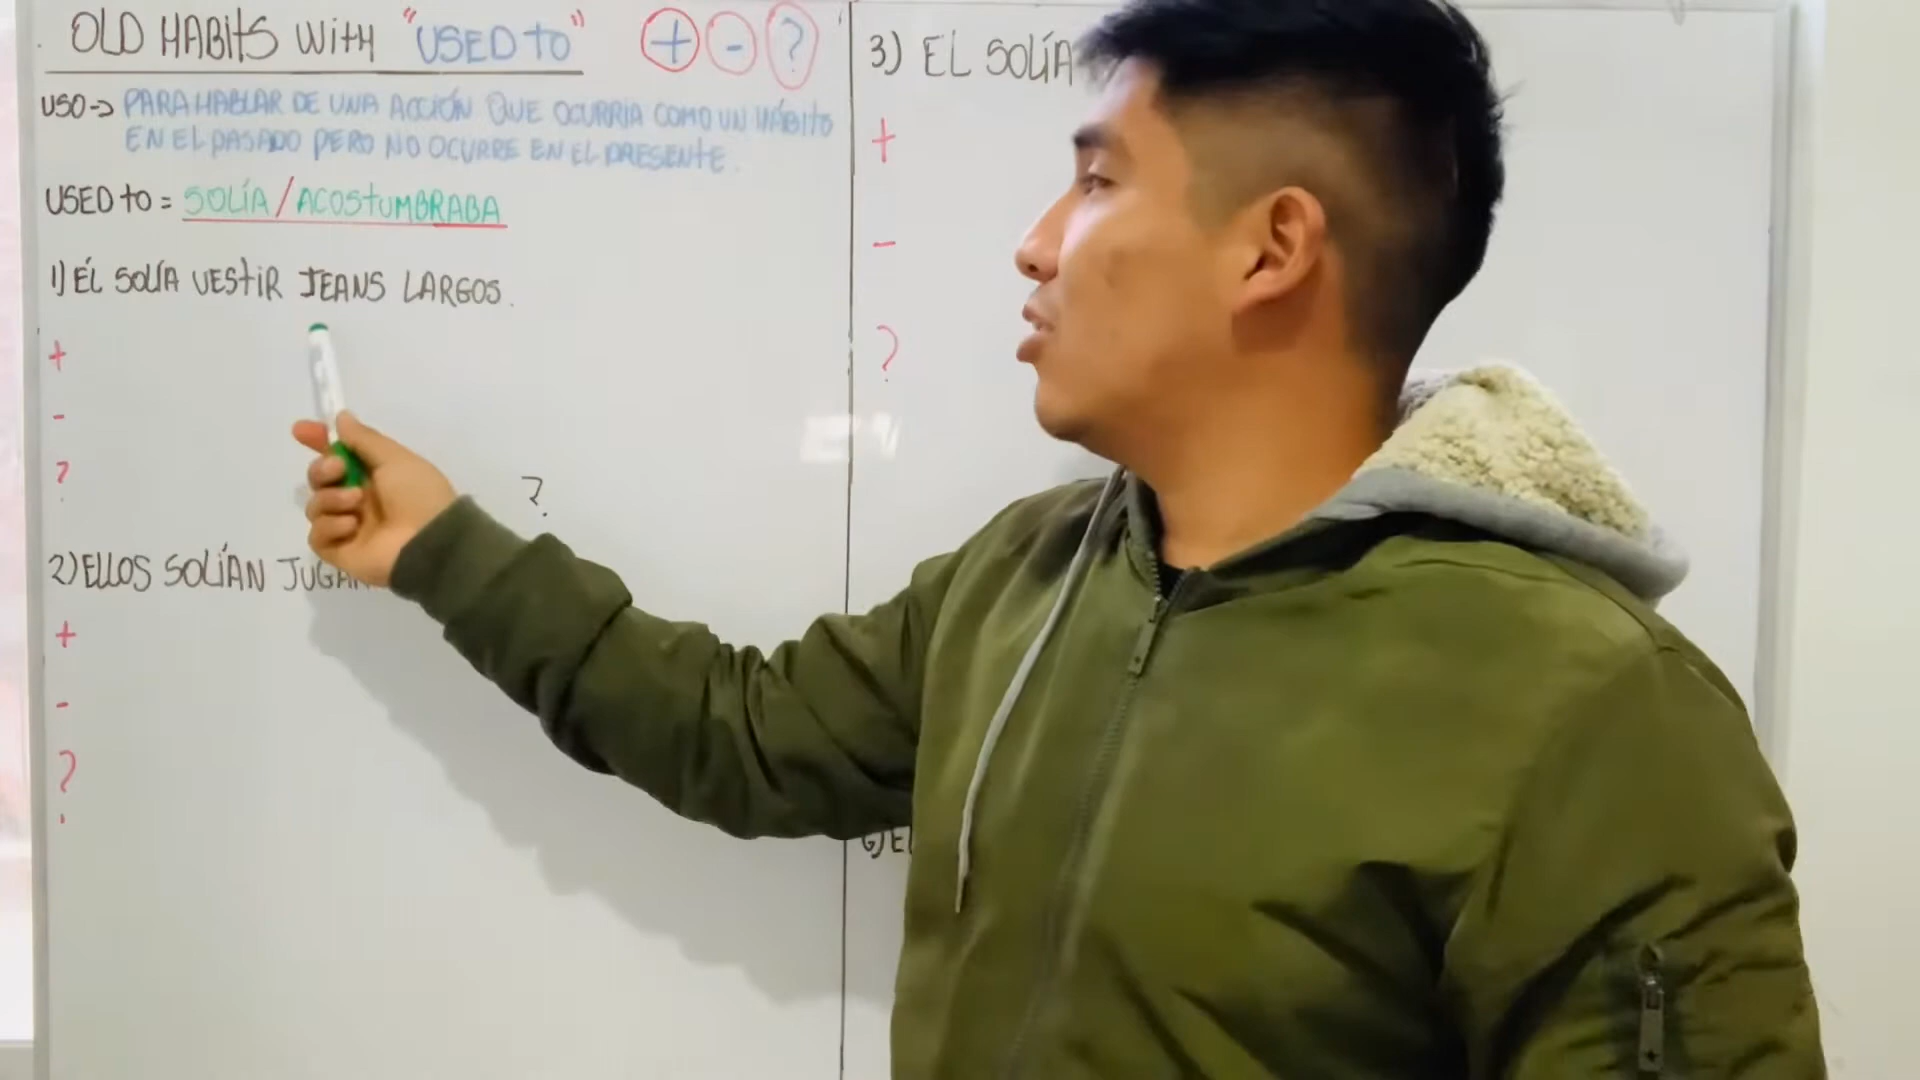 OLD HABITS WITH "USED TO" + - ?
USO → PARA HABLAR DE UNA ACCIÓN QUE OCURRIA COMO UN HÁBITO
EN EL PASADO PERO NO OCURRE EN EL PRESENTE.
USED TO = SOLÍA / ACOSTUMBRABA
1) ÉL SOLÍA VESTIR JEANS LARGOS.
+
-
?
?
2) ELLOS SOLÍAN JUGAR
+
-
?
3) EL SOLÍA
+
-
?